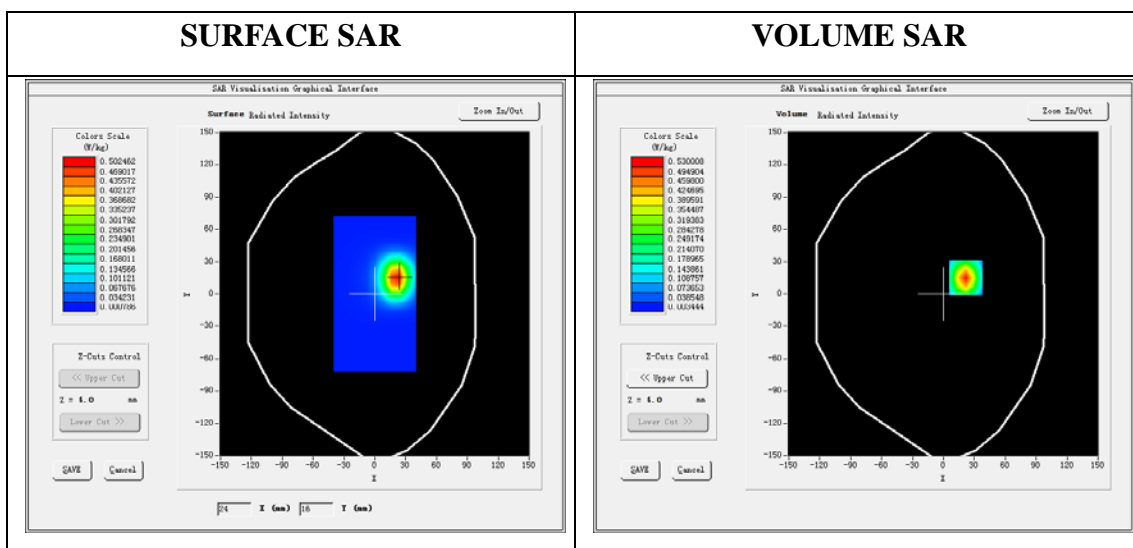 SURFACE SAR
VOLUME SAR
SAR Visualisation Graphical Interface
Surface Radiated Intensity
Zoom In/Out
Colors Scale
(W/kg)
0.502462
0.469017
0.435572
0.402127
0.368682
0.335237
0.301792
0.268347
0.234901
0.201456
0.168011
0.134566
0.101121
0.067676
0.034231
0.000786
Z-Cuts Control
<< Upper Cut
Z = 4.0 mm
Lower Cut >>
SAVE Cancel
150
120
90
60
30
0
-30
-60
-90
-120
-150
Y
-150 -120 -90 -60 -30 0 30 60 90 120 150
X
24 X (mm) 16 Y (mm)
SAR Visualisation Graphical Interface
Volume Radiated Intensity
Zoom In/Out
Colors Scale
(W/kg)
0.530008
0.494904
0.459800
0.424695
0.389591
0.354487
0.319383
0.284278
0.249174
0.214070
0.178965
0.143861
0.108757
0.073653
0.038548
0.003444
Z-Cuts Control
<< Upper Cut
Z = 4.0 mm
Lower Cut >>
SAVE Cancel
150
120
90
60
30
0
-30
-60
-90
-120
-150
Y
-150 -120 -90 -60 -30 0 30 60 90 120 150
X